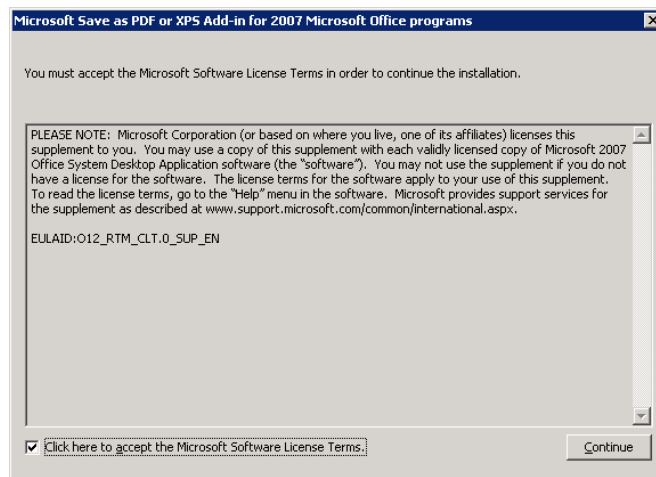 Microsoft Save as PDF or XPS Add-in for 2007 Microsoft Office programs
You must accept the Microsoft Software License Terms in order to continue the installation.
PLEASE NOTE:  Microsoft Corporation (or based on where you live, one of its affiliates) licenses this
supplement to you.  You may use a copy of this supplement with each validly licensed copy of Microsoft 2007
Office System Desktop Application software (the “software”).  You may not use the supplement if you do not
have a license for the software.  The license terms for the software apply to your use of this supplement.
To read the license terms, go to the “Help” menu in the software.  Microsoft provides support services for
the supplement as described at www.support.microsoft.com/common/international.aspx.
EULAID:O12_RTM_CLT.0_SUP_EN
Click here to accept the Microsoft Software License Terms.
Continue